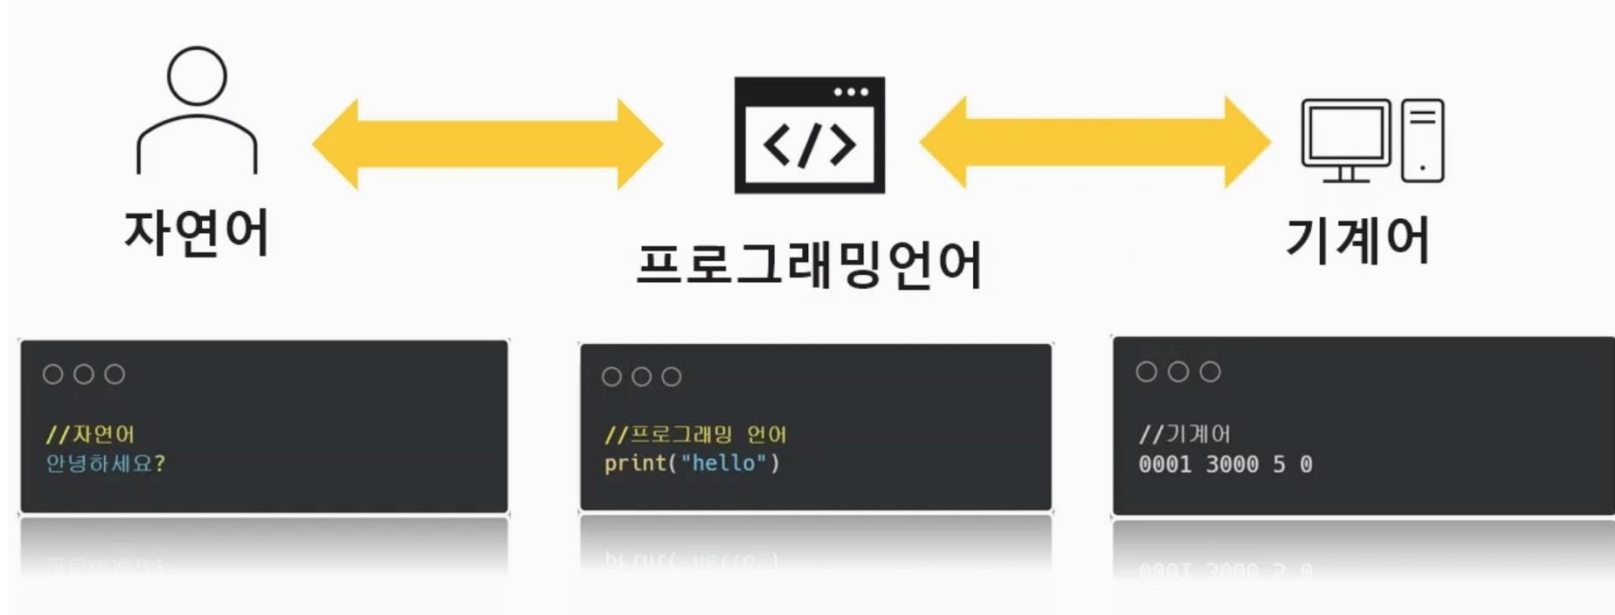 자연어
프로그래밍언어
기계어
//자연어
안녕하세요?
//프로그래밍 언어
print("hello")
//기계어
0001 3000 5 0